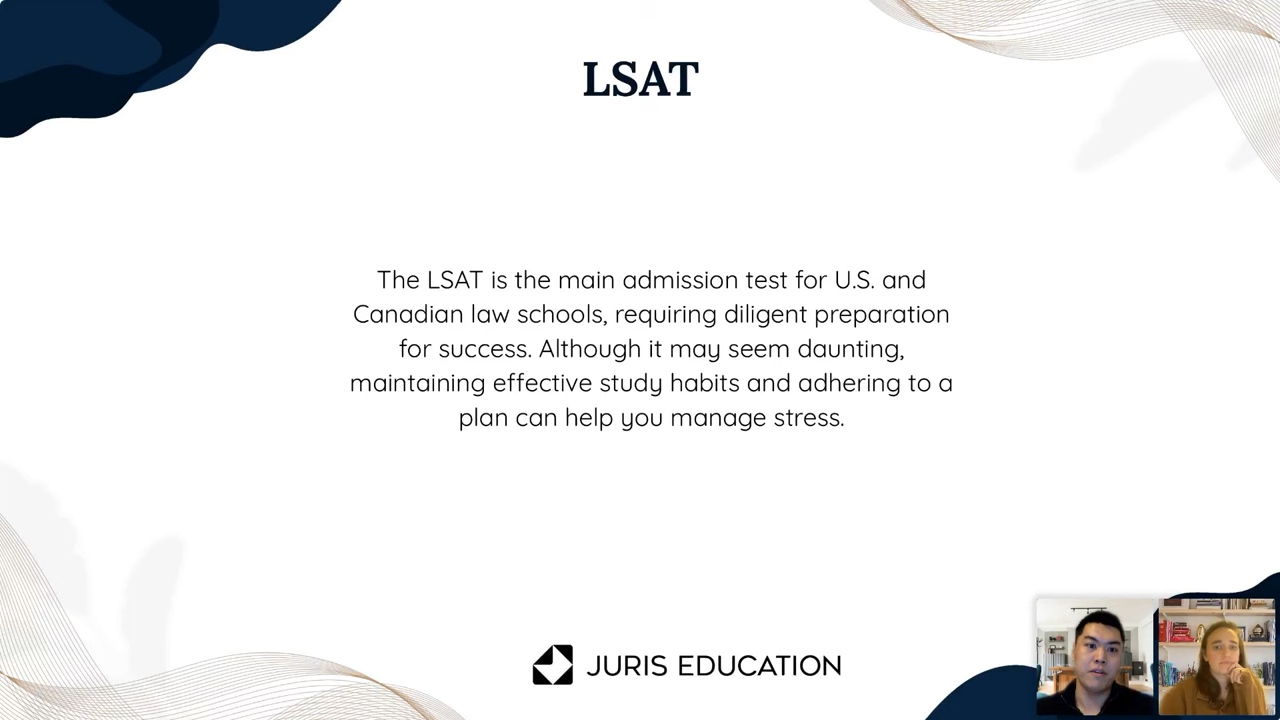 LSAT
The LSAT is the main admission test for U.S. and
Canadian law schools, requiring diligent preparation
for success. Although it may seem daunting,
maintaining effective study habits and adhering to a
plan can help you manage stress.
JURIS EDUCATION